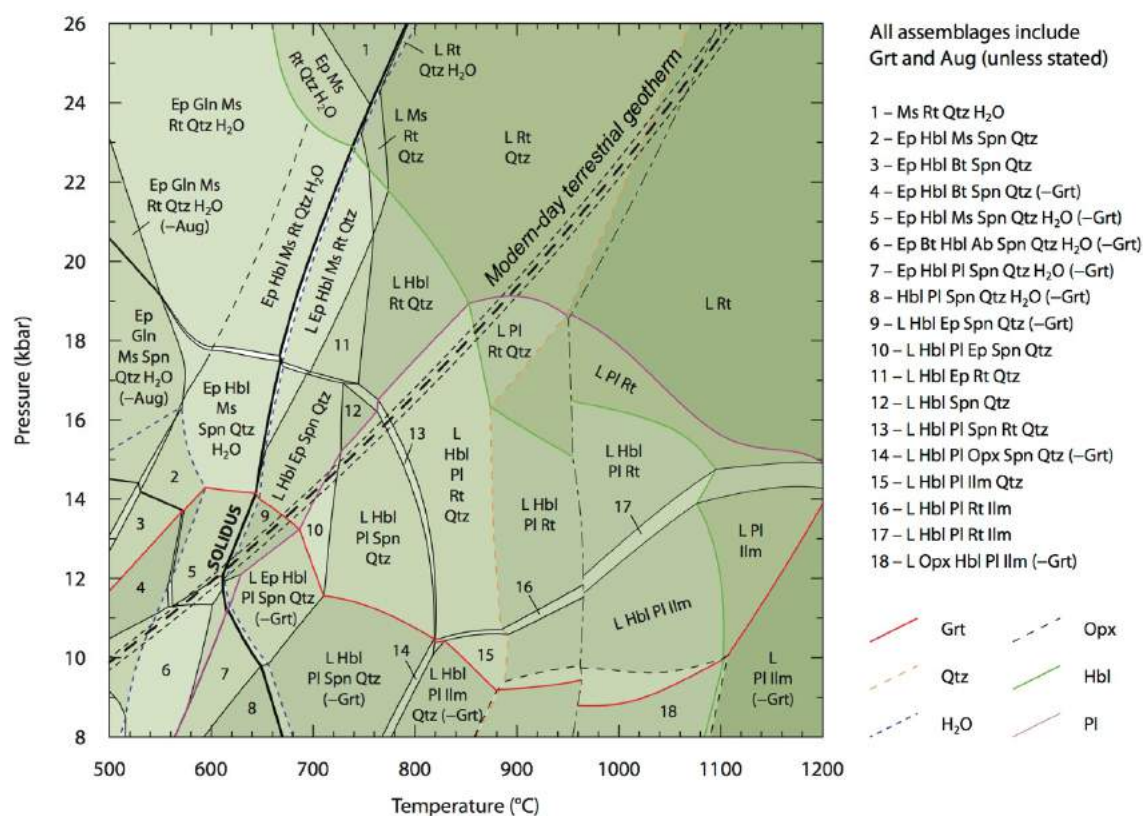 26
24
22
20
18
16
14
12
10
8
Pressure (kbar)
500
600
700
800
900
1000
1100
1200
Temperature (°C)
Ep Gln Ms
Rt Qtz H₂O
Ep Ms
Rt Qtz H₂O
1
L Rt
Qtz H₂O
L Ms
Rt
Qtz
L Rt
Qtz
Modern-day terrestrial geotherm
Ep Gln Ms
Rt Qtz H₂O
(–Aug)
Ep Hbl Ms Rt Qtz H₂O
L Ep Hbl Ms Rt Qtz
L Hbl
Rt Qtz
L Rt
Ep
Gln
Ms Spn
Qtz H₂O
(–Aug)
11
L Pl
Rt Qtz
L Pl Rt
Ep Hbl
Ms
Spn Qtz
H₂O
L Hbl Ep Spn Qtz
12
13
L
Hbl
Pl
Rt
Qtz
L Hbl
Pl Rt
2
3
4
5
SOLIDUS
9
10
L Hbl
Pl Spn
Qtz
L Hbl
Pl Rt
17
L Pl
Ilm
L Ep Hbl
Pl Spn Qtz
(–Grt)
16
L Hbl Pl Ilm
6
7
8
L Hbl
Pl Spn Qtz
(–Grt)
14
L Hbl
Pl Ilm
Qtz (–Grt)
15
18
L
Pl Ilm
(–Grt)
All assemblages include
Grt and Aug (unless stated)
1 – Ms Rt Qtz H₂O
2 – Ep Hbl Ms Spn Qtz
3 – Ep Hbl Bt Spn Qtz
4 – Ep Hbl Bt Spn Qtz (–Grt)
5 – Ep Hbl Ms Spn Qtz H₂O (–Grt)
6 – Ep Bt Hbl Ab Spn Qtz H₂O (–Grt)
7 – Ep Hbl Pl Spn Qtz H₂O (–Grt)
8 – Hbl Pl Spn Qtz H₂O (–Grt)
9 – L Hbl Ep Spn Qtz (–Grt)
10 – L Hbl Pl Ep Spn Qtz
11 – L Hbl Ep Rt Qtz
12 – L Hbl Spn Qtz
13 – L Hbl Pl Spn Rt Qtz
14 – L Hbl Pl Opx Spn Qtz (–Grt)
15 – L Hbl Pl Ilm Qtz
16 – L Hbl Pl Rt Ilm
17 – L Hbl Pl Rt Ilm
18 – L Opx Hbl Pl Ilm (–Grt)
Grt
Opx
Qtz
Hbl
H₂O
Pl